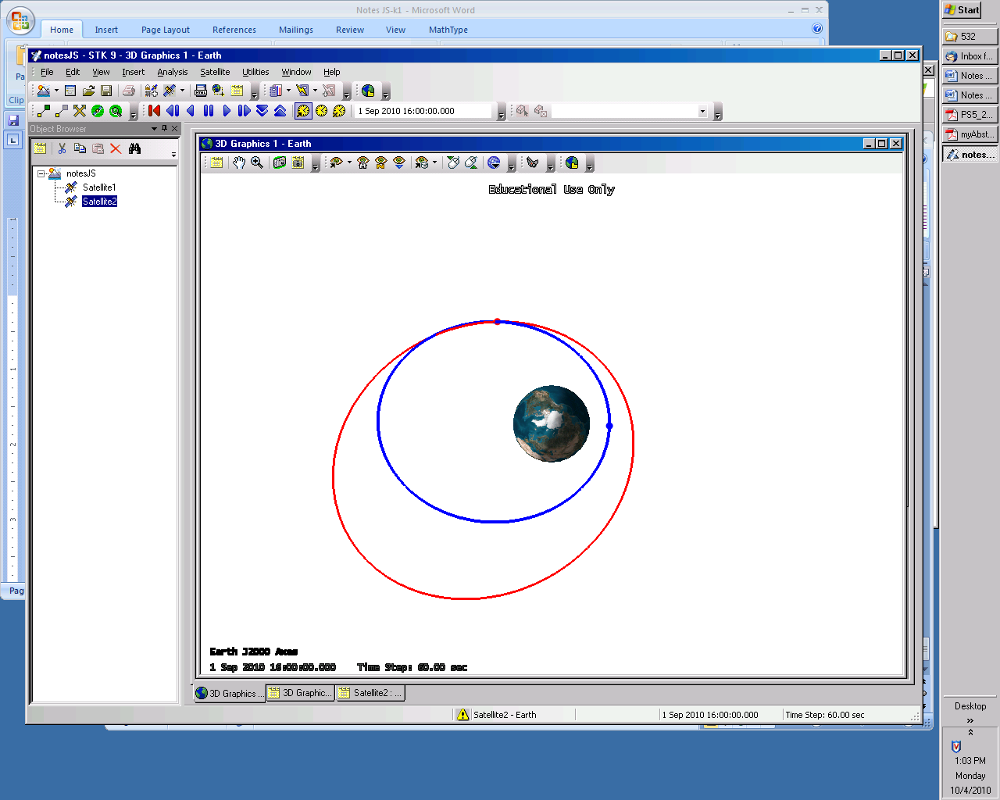 Notes JS-k1 - Microsoft Word
Home Insert Page Layout References Mailings Review View MathType
Clip
Pag
notesJS - STK 9 - 3D Graphics 1 - Earth
File Edit View Insert Analysis Satellite Utilities Window Help
1 Sep 2010 16:00:00.000
Object Browser
notesJS
Satellite1
Satellite2
3D Graphics 1 - Earth
Educational Use Only
Earth J2000 Axes
1 Sep 2010 16:00:00.000 Time Step: 60.00 sec
3D Graphics ... 3D Graphic... Satellite2 : ...
Satellite2 - Earth 1 Sep 2010 16:00:00.000 Time Step: 60.00 sec
Start
532
Inbox f...
Notes ...
Notes ...
PS5_2...
myAbst...
notes...
Desktop
1:03 PM
Monday
10/4/2010